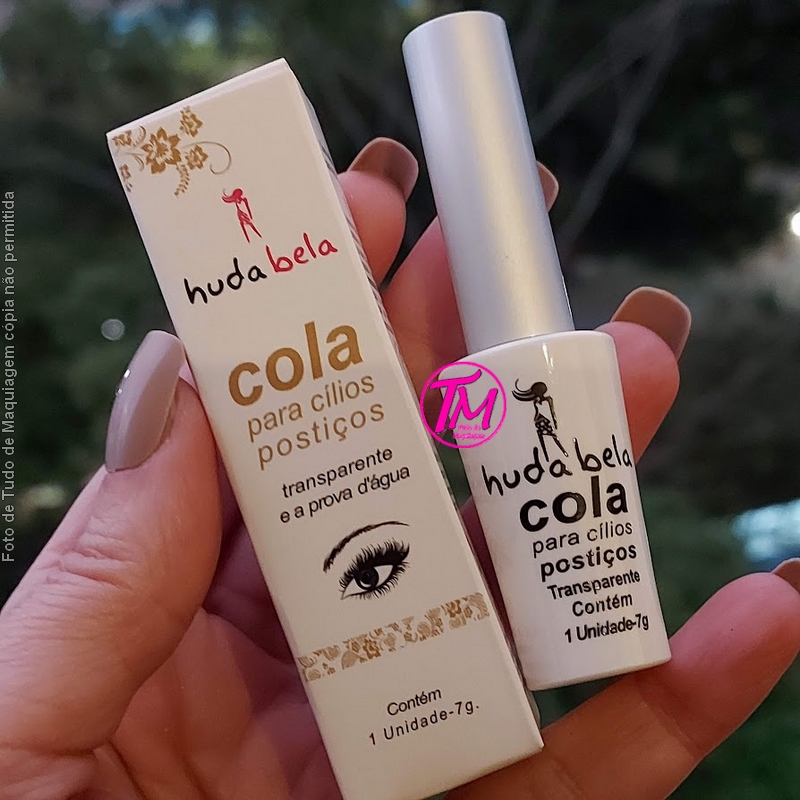 Foto de Tudo de Maquiagem cópia não permitida
huda bela
cola
para cílios
postiços
transparente
e a prova d'água
Contém
1 Unidade-7g.
TM
huda bela
cola
para cílios
postiços
Transparente
Contém
1 Unidade-7g